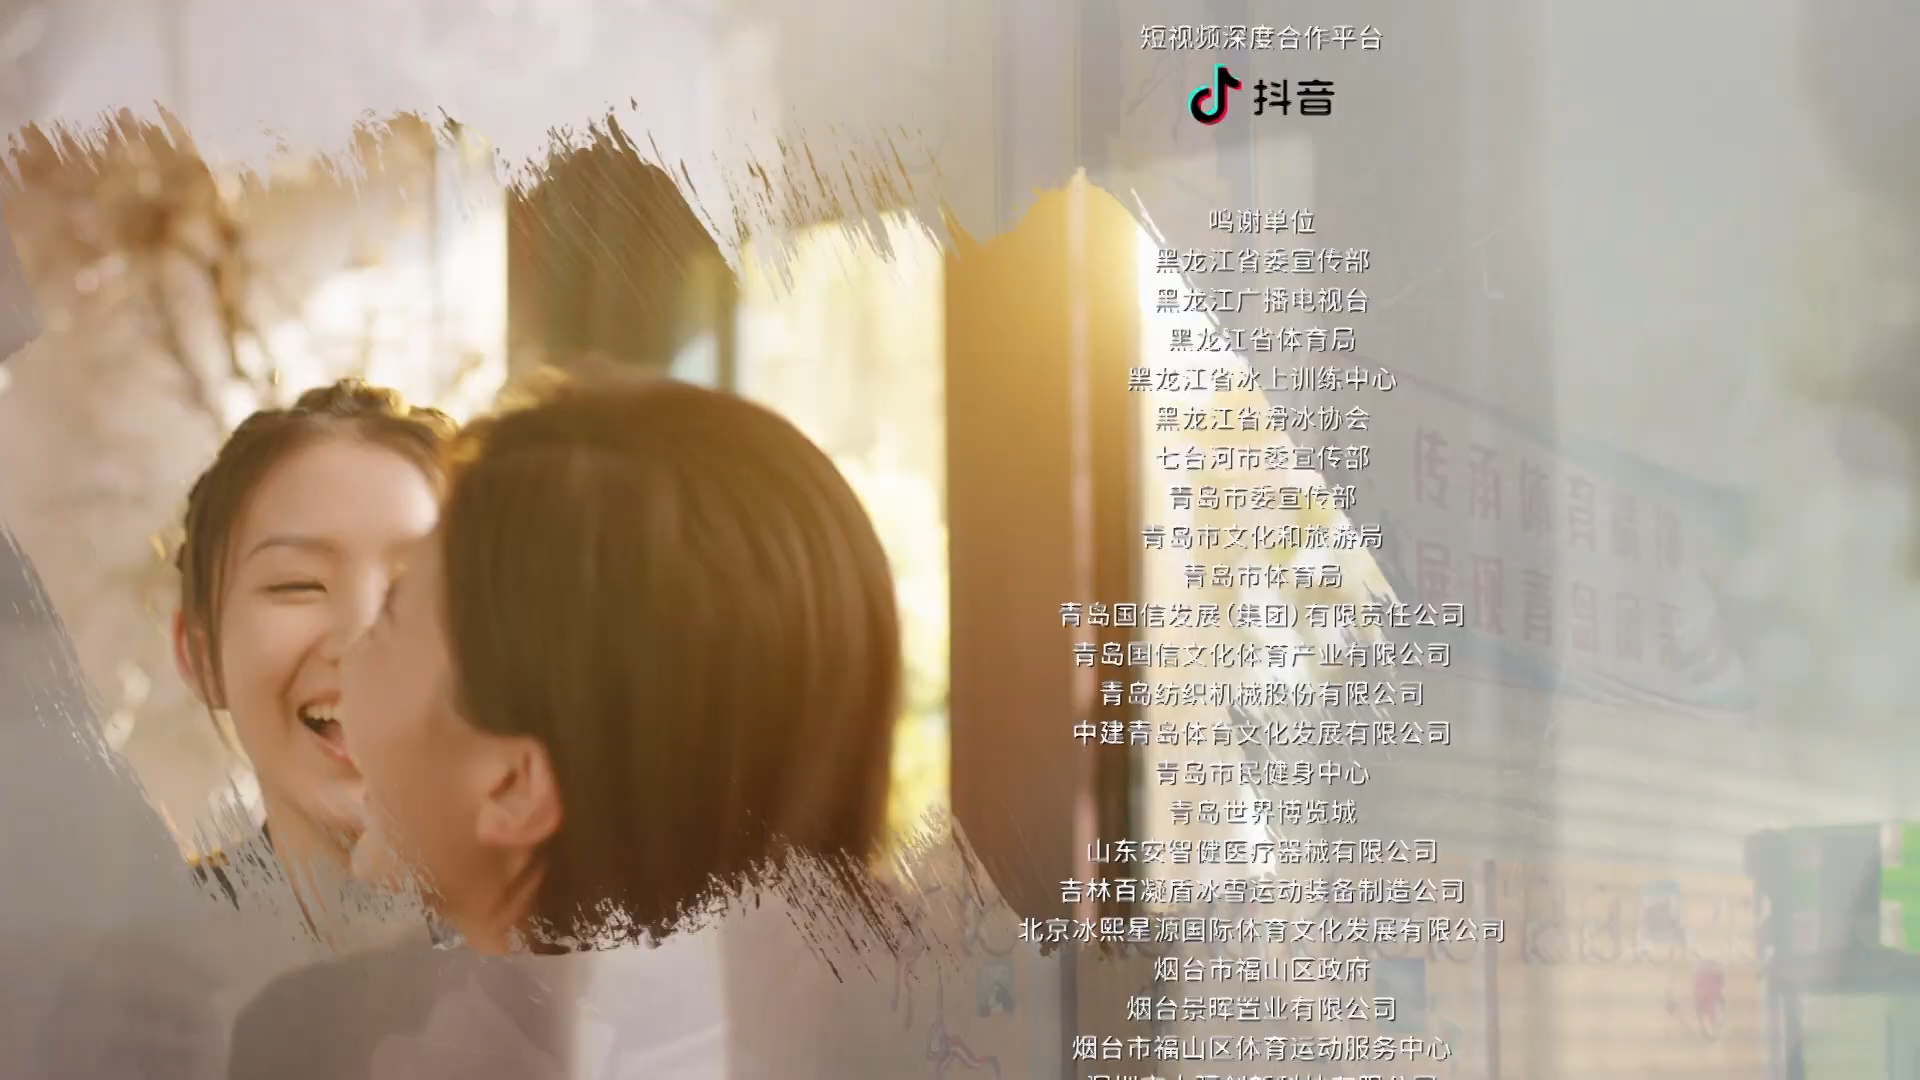 短视频深度合作平台
抖音
鸣谢单位
黑龙江省委宣传部
黑龙江广播电视台
黑龙江省体育局
黑龙江省冰上训练中心
黑龙江省滑冰协会
七台河市委宣传部
青岛市委宣传部
青岛市文化和旅游局
青岛市体育局
青岛国信发展(集团)有限责任公司
青岛国信文化体育产业有限公司
青岛纺织机械股份有限公司
中建青岛体育文化发展有限公司
青岛市民健身中心
青岛世界博览城
山东安智健医疗器械有限公司
吉林百凝盾冰雪运动装备制造公司
北京冰熙星源国际体育文化发展有限公司
烟台市福山区政府
烟台景晖置业有限公司
烟台市福山区体育运动服务中心